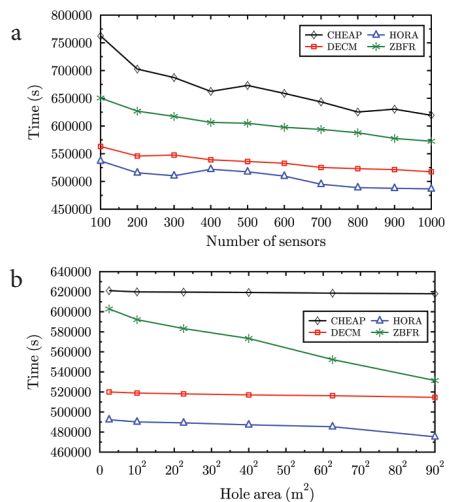 a
800000
750000
700000
650000
600000
550000
500000
450000
Time (s)
CHEAP HORA
DECM ZBFR
100 200 300 400 500 600 700 800 900 1000
Number of sensors
b
640000
620000
600000
580000
560000
540000
520000
500000
480000
460000
Time (s)
CHEAP HORA
DECM ZBFR
0 10² 20² 30² 40² 50² 60² 70² 80² 90²
Hole area (m²)